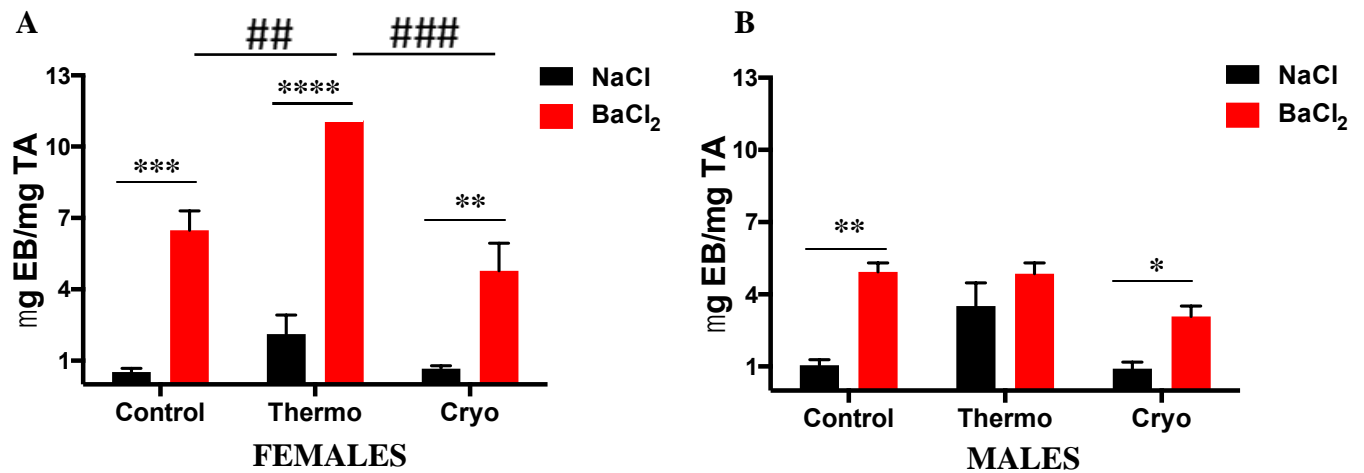 A
## ###
NaCl
BaCl₂
mg EB/mg TA
13
10
7
4
1
***
****
**
Control Thermo Cryo
FEMALES
B
NaCl
BaCl₂
mg EB/mg TA
13
10
7
4
1
**
*
Control Thermo Cryo
MALES